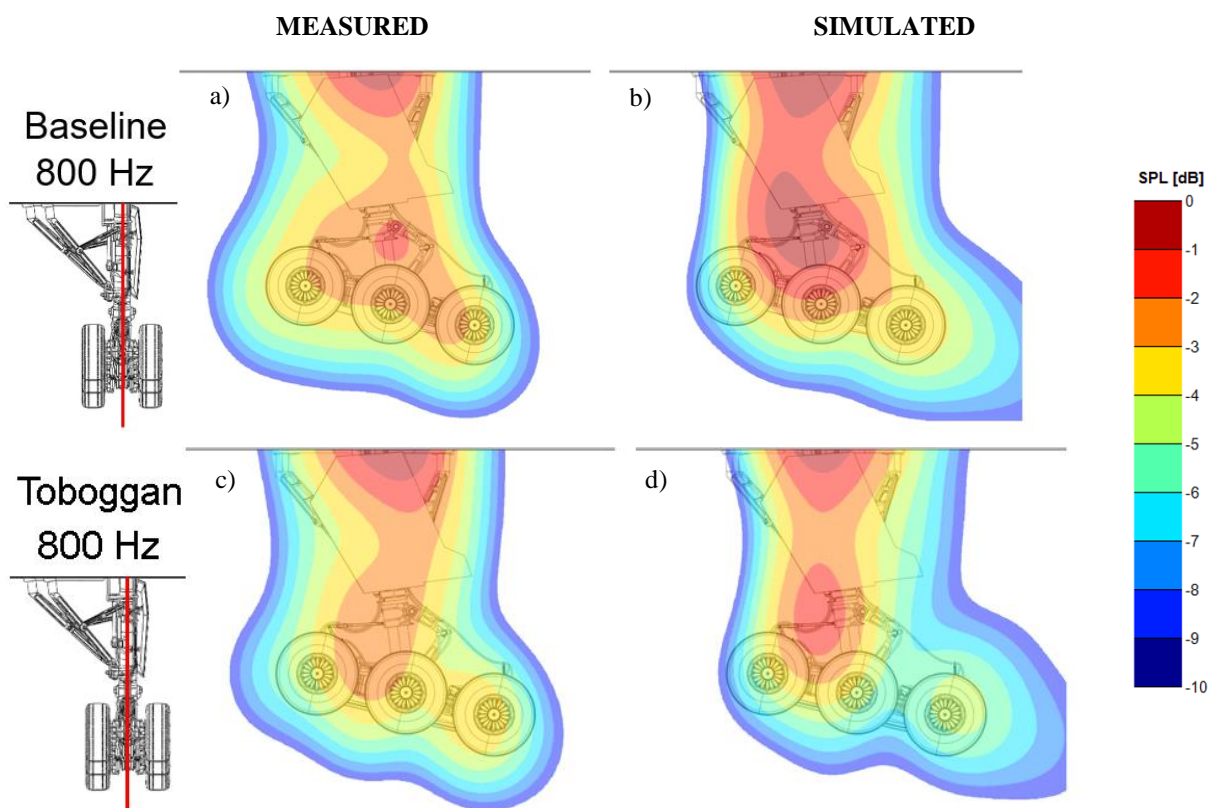 MEASURED
SIMULATED
a)
b)
Baseline
800 Hz
SPL [dB]
0
-1
-2
-3
-4
-5
-6
-7
-8
-9
-10
c)
d)
Toboggan
800 Hz